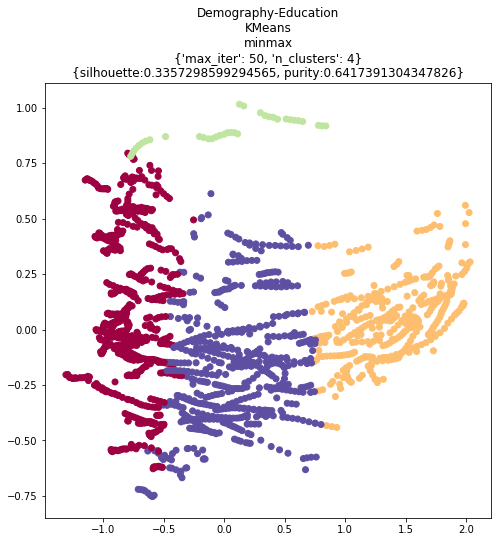 Demography-Education
KMeans
minmax
{'max_iter': 50, 'n_clusters': 4}
{silhouette:0.3357298599294565, purity:0.6417391304347826}
1.00
0.75
0.50
0.25
0.00
−0.25
−0.50
−0.75
−1.0 −0.5 0.0 0.5 1.0 1.5 2.0